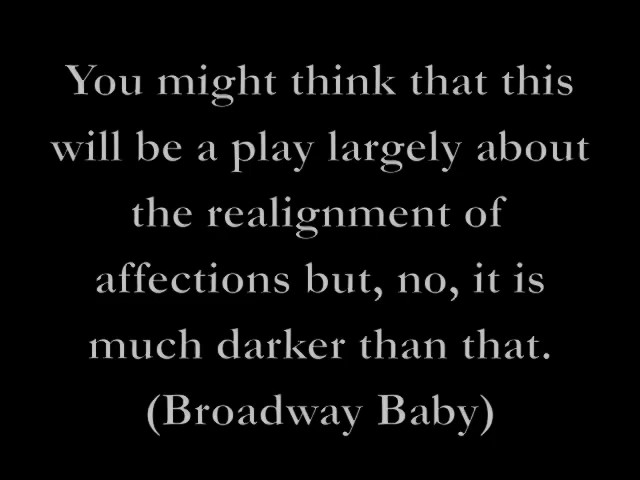 You might think that this
will be a play largely about
the realignment of
affections but, no, it is
much darker than that.
(Broadway Baby)